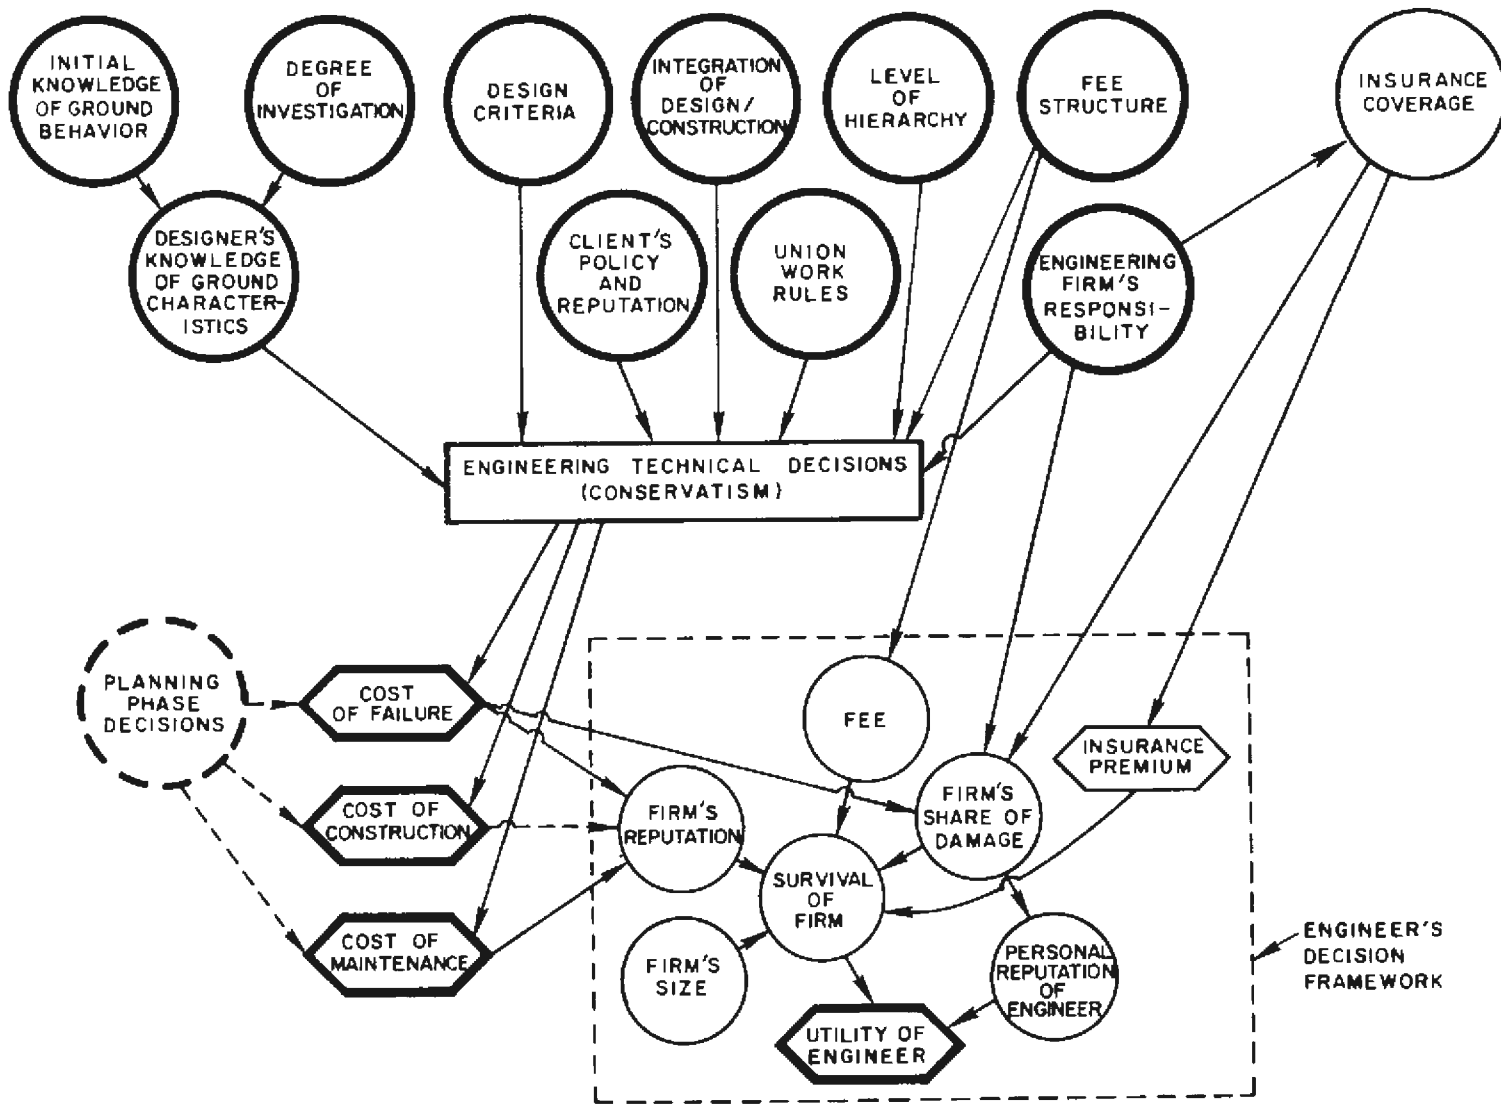 INITIAL
KNOWLEDGE
OF GROUND
BEHAVIOR
DEGREE
OF
INVESTIGATION
DESIGN
CRITERIA
INTEGRATION
OF
DESIGN/
CONSTRUCTION
LEVEL
OF
HIERARCHY
FEE
STRUCTURE
INSURANCE
COVERAGE
DESIGNER'S
KNOWLEDGE
OF GROUND
CHARACTER-
ISTICS
CLIENT'S
POLICY
AND
REPUTATION
UNION
WORK
RULES
ENGINEERING
FIRM'S
RESPONSI-
BILITY
ENGINEERING TECHNICAL DECISIONS
(CONSERVATISM)
PLANNING
PHASE
DECISIONS
COST
OF FAILURE
COST OF
CONSTRUCTION
COST OF
MAINTENANCE
FEE
INSURANCE
PREMIUM
FIRM'S
REPUTATION
FIRM'S
SHARE OF
DAMAGE
SURVIVAL
OF
FIRM
FIRM'S
SIZE
PERSONAL
REPUTATION
OF
ENGINEER
UTILITY OF
ENGINEER
ENGINEER'S
DECISION
FRAMEWORK